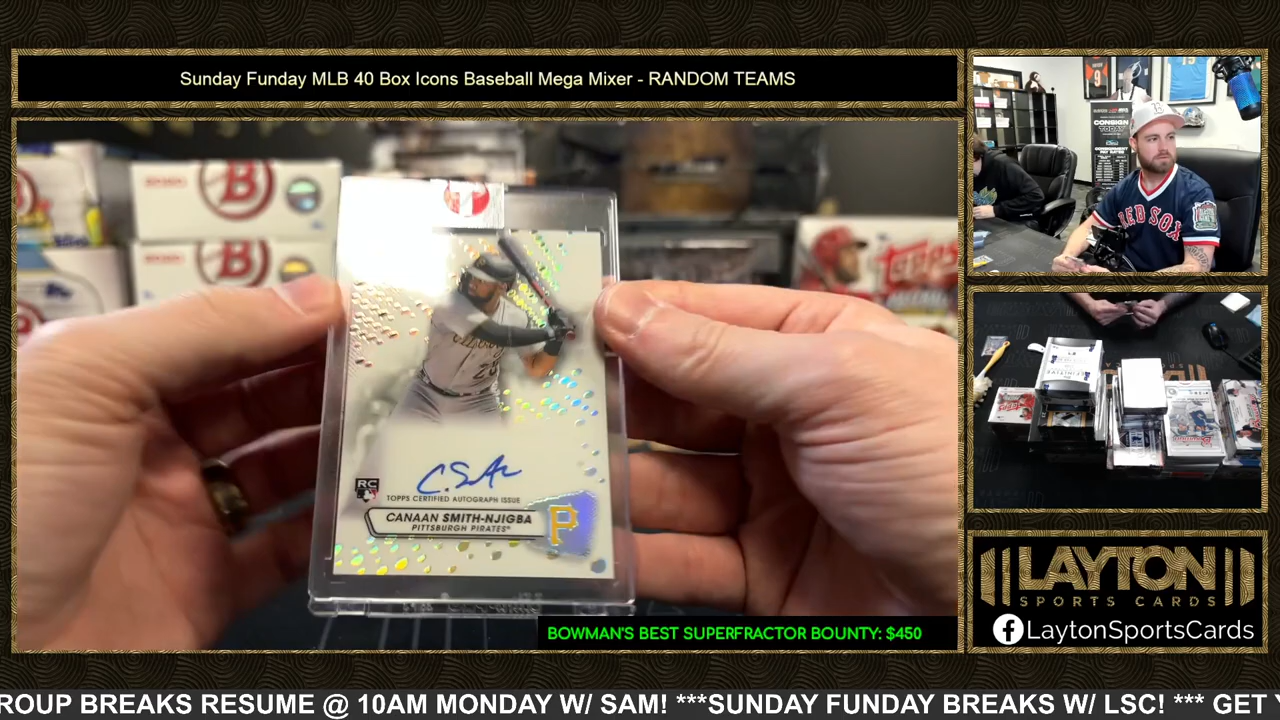 Sunday Funday MLB 40 Box Icons Baseball Mega Mixer - RANDOM TEAMS
B
B
TOPPS
RC
TOPPS CERTIFIED AUTOGRAPH ISSUE
CANAAN SMITH-NJIGBA
PITTSBURGH PIRATES
P
BOWMAN'S BEST SUPERFRACTOR BOUNTY: $450
CONSIGN
TODAY
RED SOX
LAYTON
SPORTS CARDS
LaytonSportsCards
ROUP BREAKS RESUME @ 10AM MONDAY W/ SAM! ***SUNDAY FUNDAY BREAKS W/ LSC! *** GET